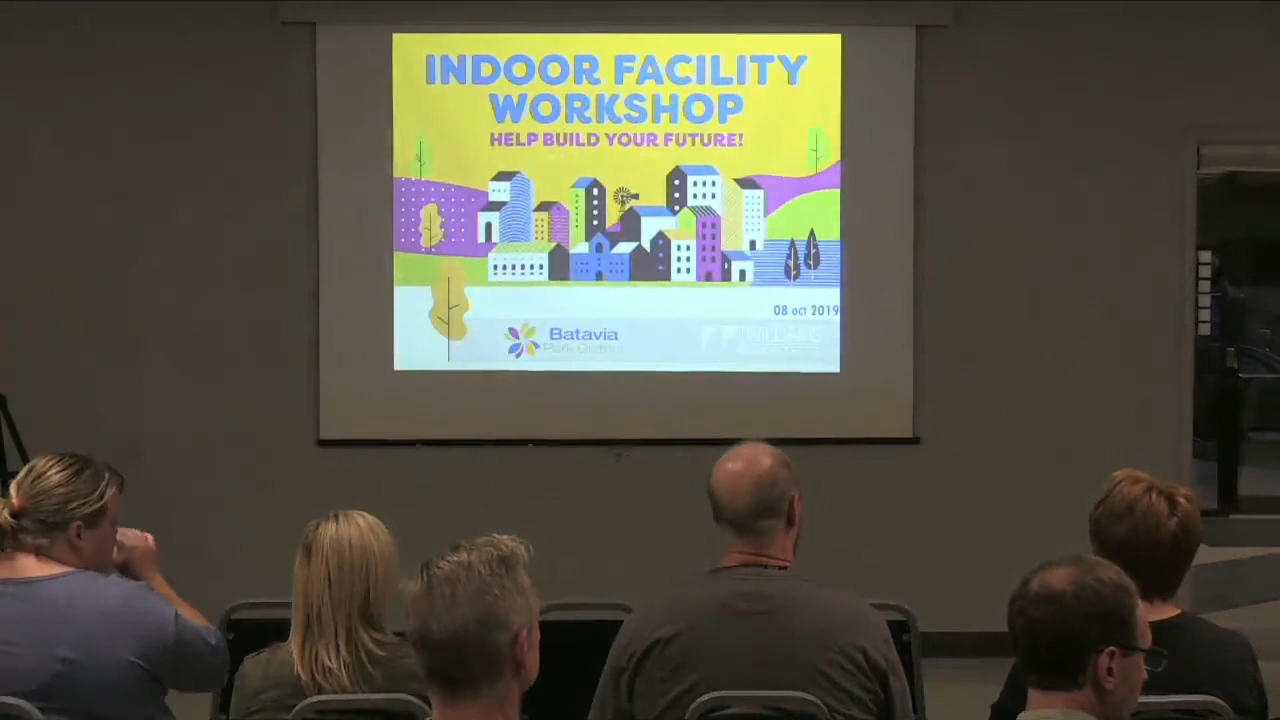 INDOOR FACILITY
WORKSHOP
HELP BUILD YOUR FUTURE!
08 OCT 2019
Batavia
Park District